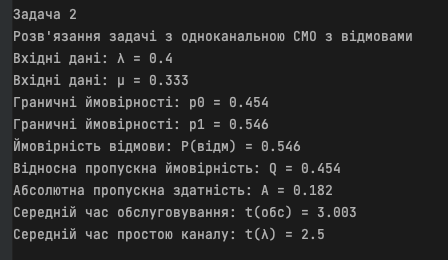 Задача 2
Розв'язання задачі з одноканальною СМО з відмовами
Вхідні дані: λ = 0.4
Вхідні дані: μ = 0.333
Граничні ймовірності: p0 = 0.454
Граничні ймовірності: p1 = 0.546
Ймовірність відмови: P(відм) = 0.546
Відносна пропускна ймовірність: Q = 0.454
Абсолютна пропускна здатність: A = 0.182
Середній час обслуговування: t(обс) = 3.003
Середній час простою каналу: t(λ) = 2.5